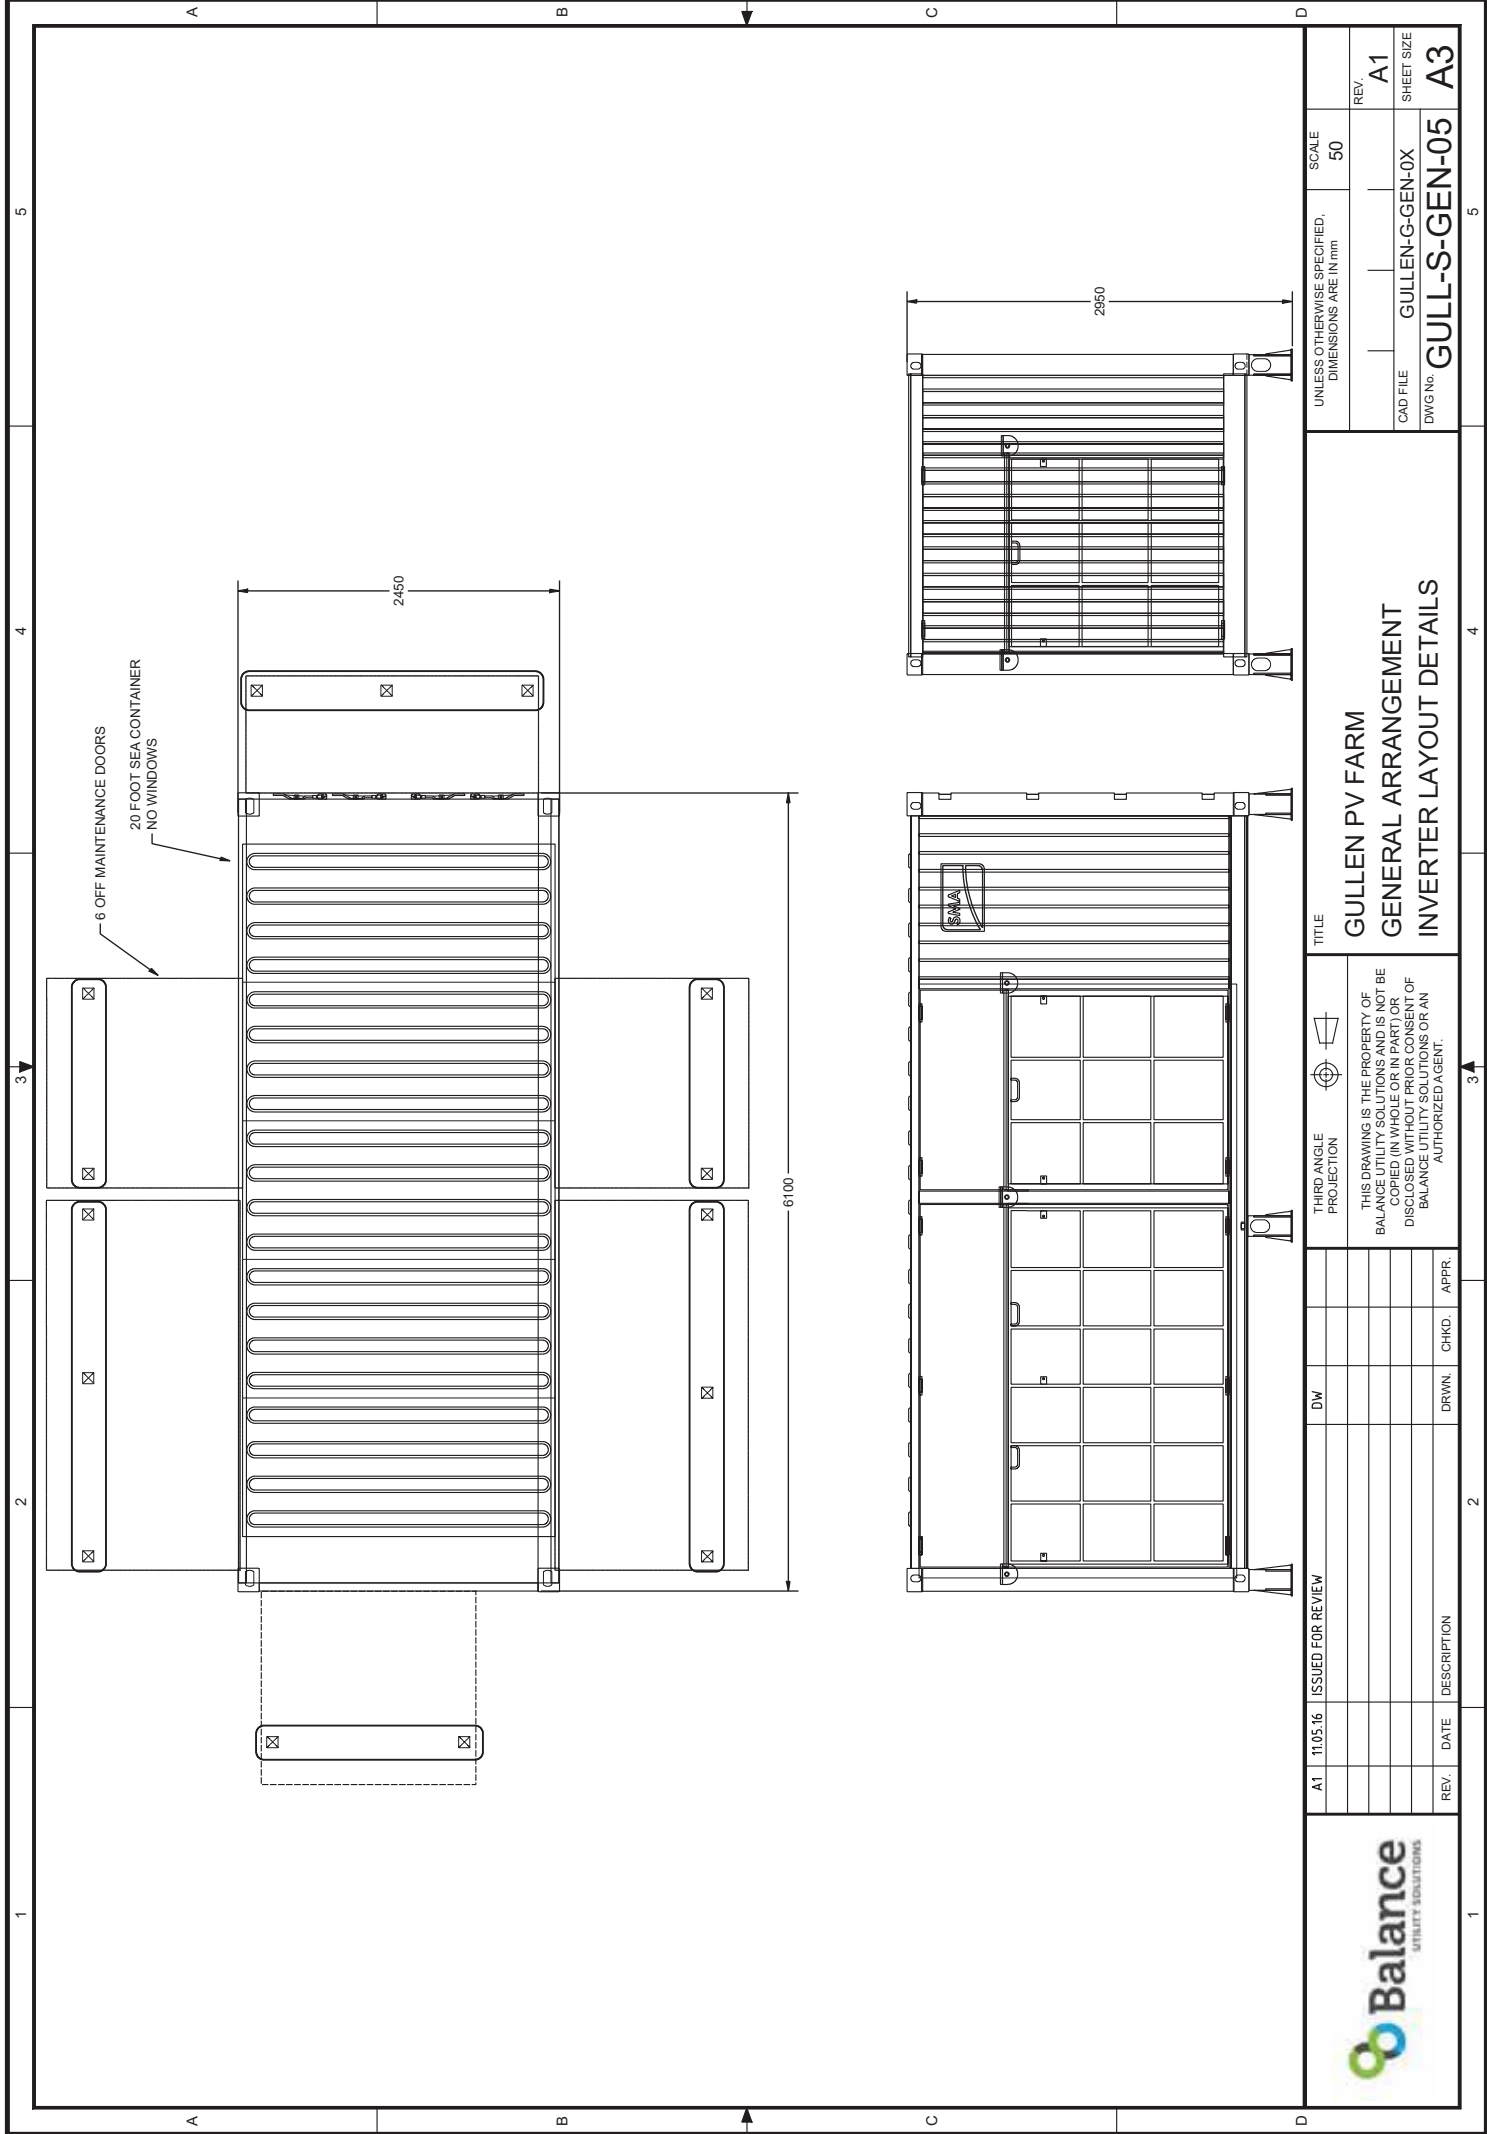 1
2
3
4
5
A
B
C
D
A
B
C
D
6 OFF MAINTENANCE DOORS
20 FOOT SEA CONTAINER
NO WINDOWS
2450
6100
SMA
2950
Balance
UTILITY SOLUTIONS
A1 11.05.16 ISSUED FOR REVIEW DW
REV. DATE DESCRIPTION DRWN. CHKD. APPR.
THIRD ANGLE
PROJECTION
THIS DRAWING IS THE PROPERTY OF
BALANCE UTILITY SOLUTIONS AND IS NOT BE
COPIED (IN WHOLE OR IN PART) OR
DISCLOSED WITHOUT PRIOR CONSENT OF
BALANCE UTILITY SOLUTIONS OR AN
AUTHORIZED AGENT.
TITLE
GULLEN PV FARM
GENERAL ARRANGEMENT
INVERTER LAYOUT DETAILS
UNLESS OTHERWISE SPECIFIED,
DIMENSIONS ARE IN mm
SCALE
50
REV.
A1
CAD FILE GULLEN-G-GEN-0X
SHEET SIZE
A3
DWG No. GULL-S-GEN-05
1
2
3
4
5